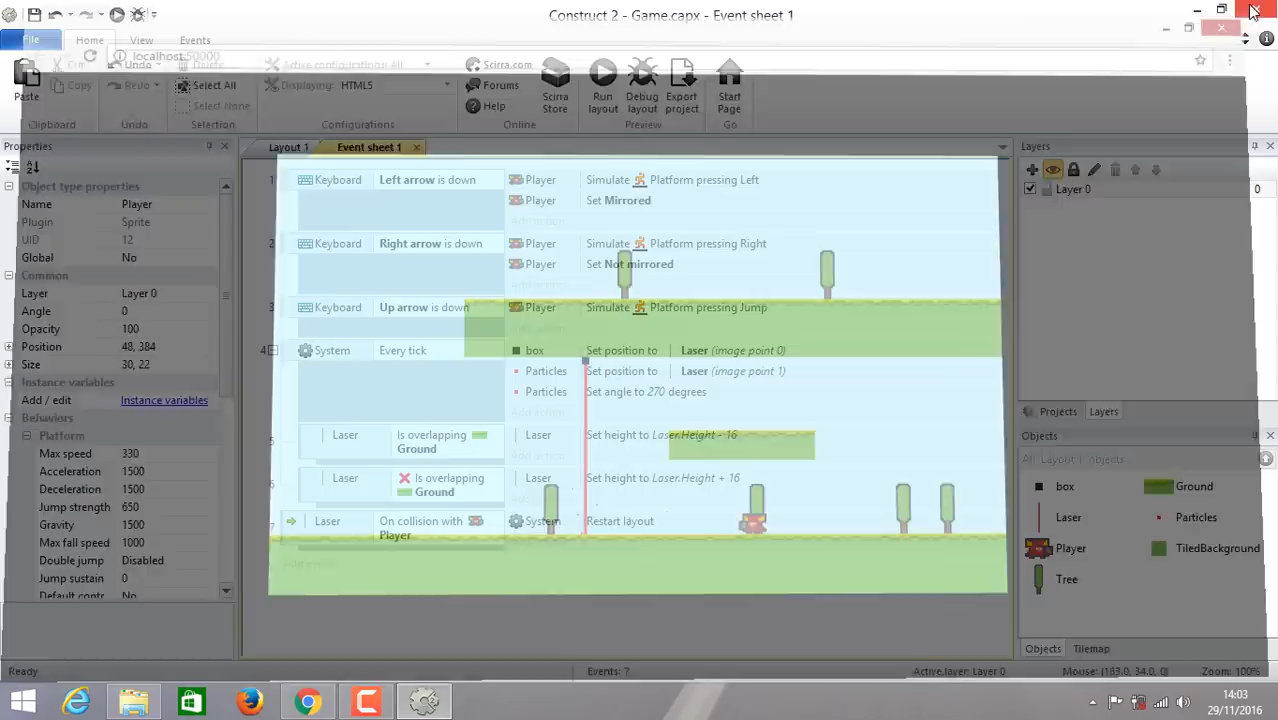 Construct 2 - Game.capx - Event sheet 1
File Home View Events
localhost:50000
Paste Cut Copy Undo Redo Delete Select All Select None Active configurations: All Displaying: HTML5 Scirra.com Forums Help Scirra Store Run layout Debug layout Export project Start Page
Clipboard Undo Selection Configurations Online Preview Go
Properties
Layout 1 Event sheet 1
Layers
Object type properties
Name Player
Plugin Sprite
UID 12
Global No
Common
Layer Layer 0
Angle 0
Opacity 100
Position 48, 384
Size 30, 22
Instance variables
Add / edit Instance variables
Behaviors
Platform
Max speed 330
Acceleration 1500
Deceleration 1500
Jump strength 650
Gravity 1500
Max fall speed 1000
Double jump Disabled
Jump sustain 0
Default contr No
1 Keyboard Left arrow is down Player Simulate Platform pressing Left
Player Set Mirrored
2 Keyboard Right arrow is down Player Simulate Platform pressing Right
Player Set Not mirrored
3 Keyboard Up arrow is down Player Simulate Platform pressing Jump
4 System Every tick box Set position to Laser (image point 0)
Particles Set position to Laser (image point 1)
Particles Set angle to 270 degrees
5 Laser Is overlapping Ground Laser Set height to Laser.Height - 16
6 Laser Is overlapping Ground Laser Set height to Laser.Height + 16
7 Laser On collision with Player System Restart layout
Add event
Layer 0 0
Projects Layers
Objects
All Layout 1 Objects
box Ground
Laser Particles
Player TiledBackground
Tree
Objects Tilemap
Ready Events: 7 Active layer: Layer 0 Mouse: (183.0, 34.0, 0) Zoom: 100%
14:03
29/11/2016